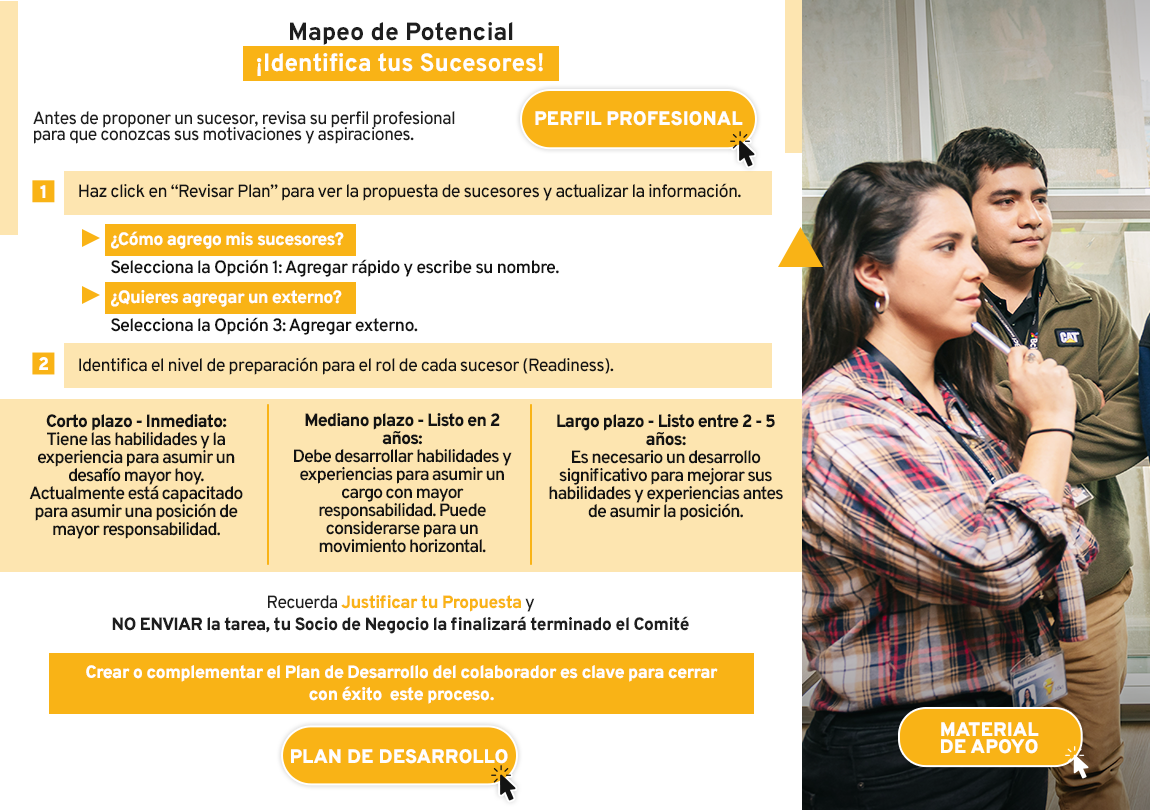 Mapeo de Potencial
¡Identifica tus Sucesores!
Antes de proponer un sucesor, revisa su perfil profesional
para que conozcas sus motivaciones y aspiraciones.
PERFIL PROFESIONAL
1
Haz click en “Revisar Plan” para ver la propuesta de sucesores y actualizar la información.
¿Cómo agrego mis sucesores?
Selecciona la Opción 1: Agregar rápido y escribe su nombre.
¿Quieres agregar un externo?
Selecciona la Opción 3: Agregar externo.
2
Identifica el nivel de preparación para el rol de cada sucesor (Readiness).
Corto plazo - Inmediato:
Tiene las habilidades y la
experiencia para asumir un
desafío mayor hoy.
Actualmente está capacitado
para asumir una posición de
mayor responsabilidad.
Mediano plazo - Listo en 2
años:
Debe desarrollar habilidades y
experiencias para asumir un
cargo con mayor
responsabilidad. Puede
considerarse para un
movimiento horizontal.
Largo plazo - Listo entre 2 - 5
años:
Es necesario un desarrollo
significativo para mejorar sus
habilidades y experiencias antes
de asumir la posición.
Recuerda Justificar tu Propuesta y
NO ENVIAR la tarea, tu Socio de Negocio la finalizará terminado el Comité
Crear o complementar el Plan de Desarrollo del colaborador es clave para cerrar
con éxito este proceso.
PLAN DE DESARROLLO
CAT
MATERIAL
DE APOYO